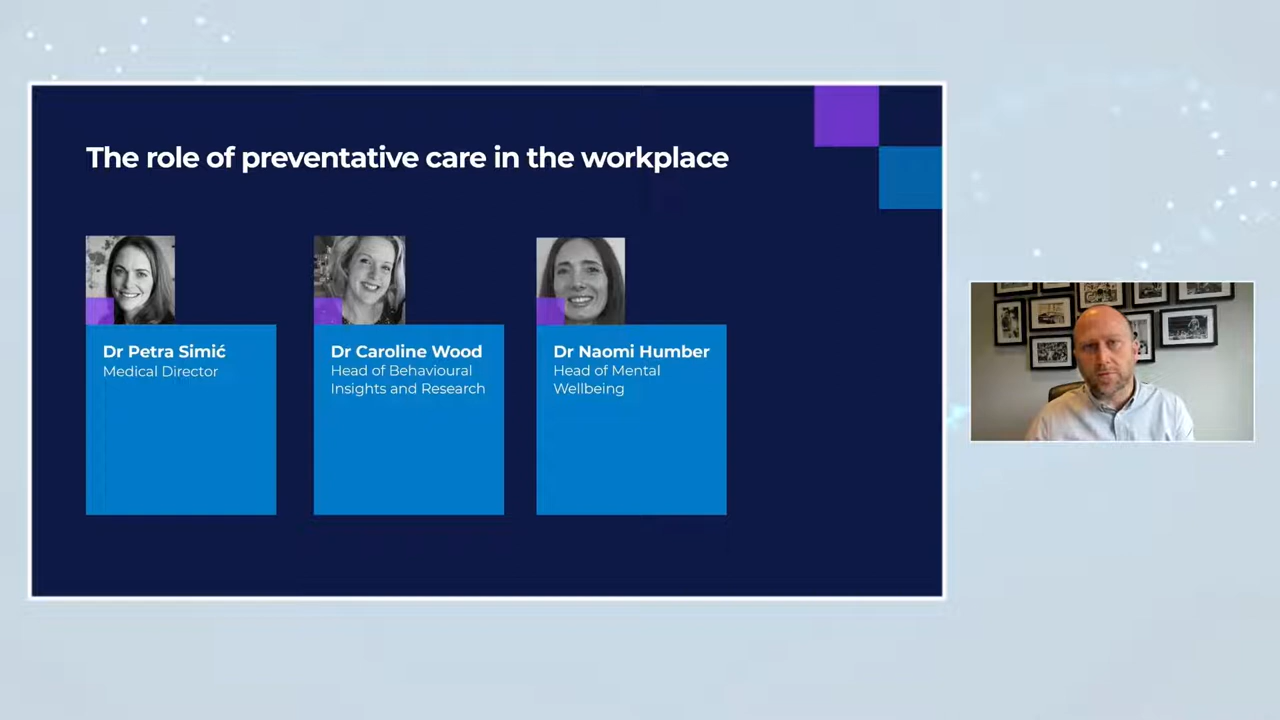 The role of preventative care in the workplace
Dr Petra Simić
Medical Director
Dr Caroline Wood
Head of Behavioural
Insights and Research
Dr Naomi Humber
Head of Mental
Wellbeing